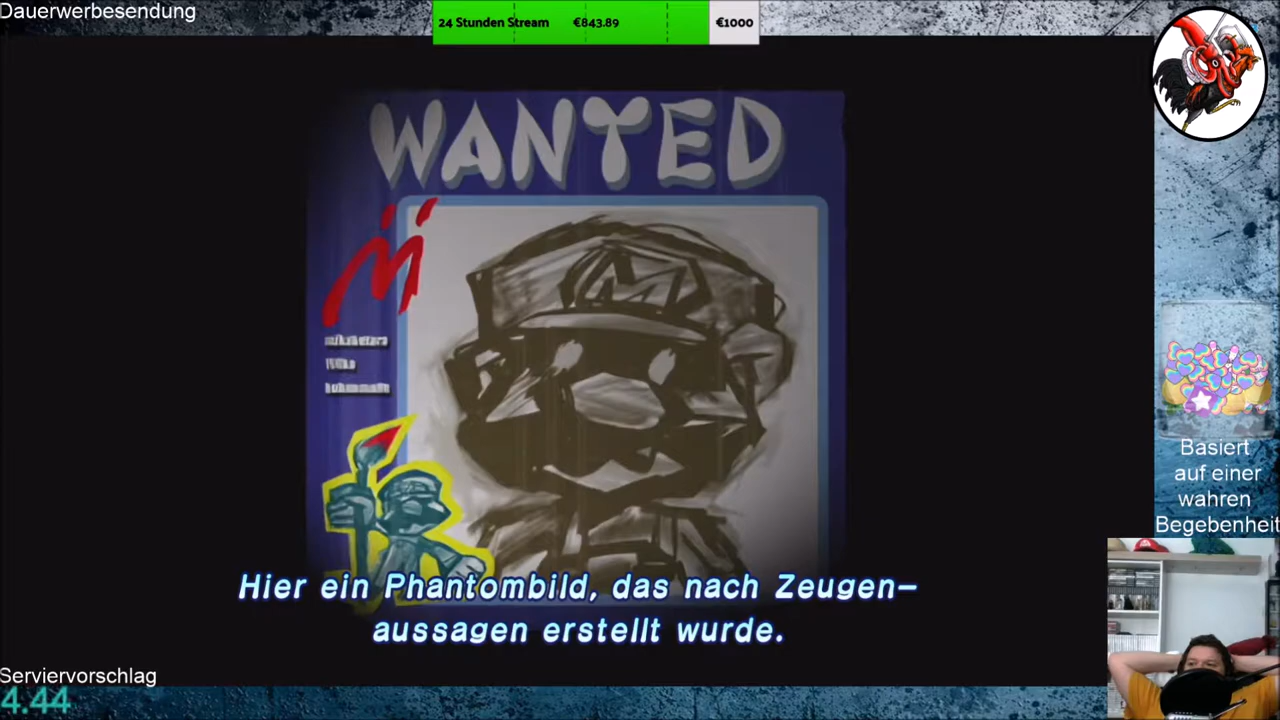 Dauerwerbesendung
24 Stunden Stream €843.89 €1000
WANTED
M
Hier ein Phantombild, das nach Zeugen-
aussagen erstellt wurde.
Basiert
auf einer
wahren
Begebenheit
Serviervorschlag
4.44